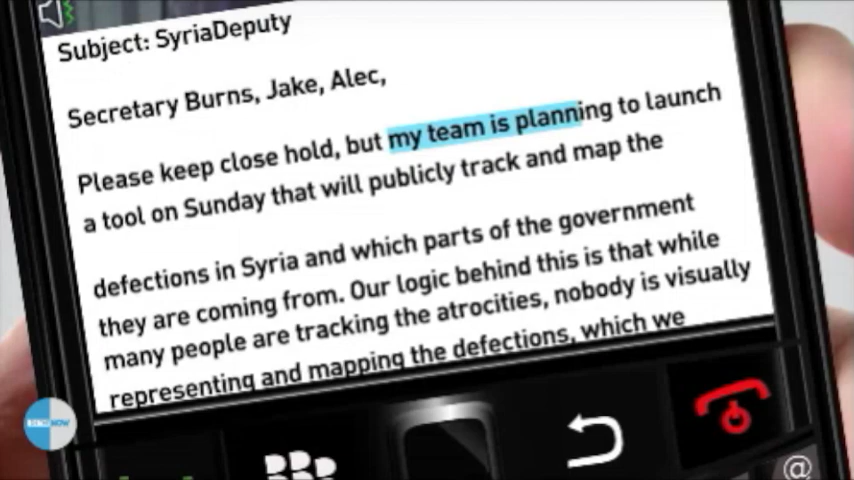 Subject: SyriaDeputy
Secretary Burns, Jake, Alec,
Please keep close hold, but my team is planning to launch
a tool on Sunday that will publicly track and map the
defections in Syria and which parts of the government
they are coming from. Our logic behind this is that while
many people are tracking the atrocities, nobody is visually
representing and mapping the defections, which we
@